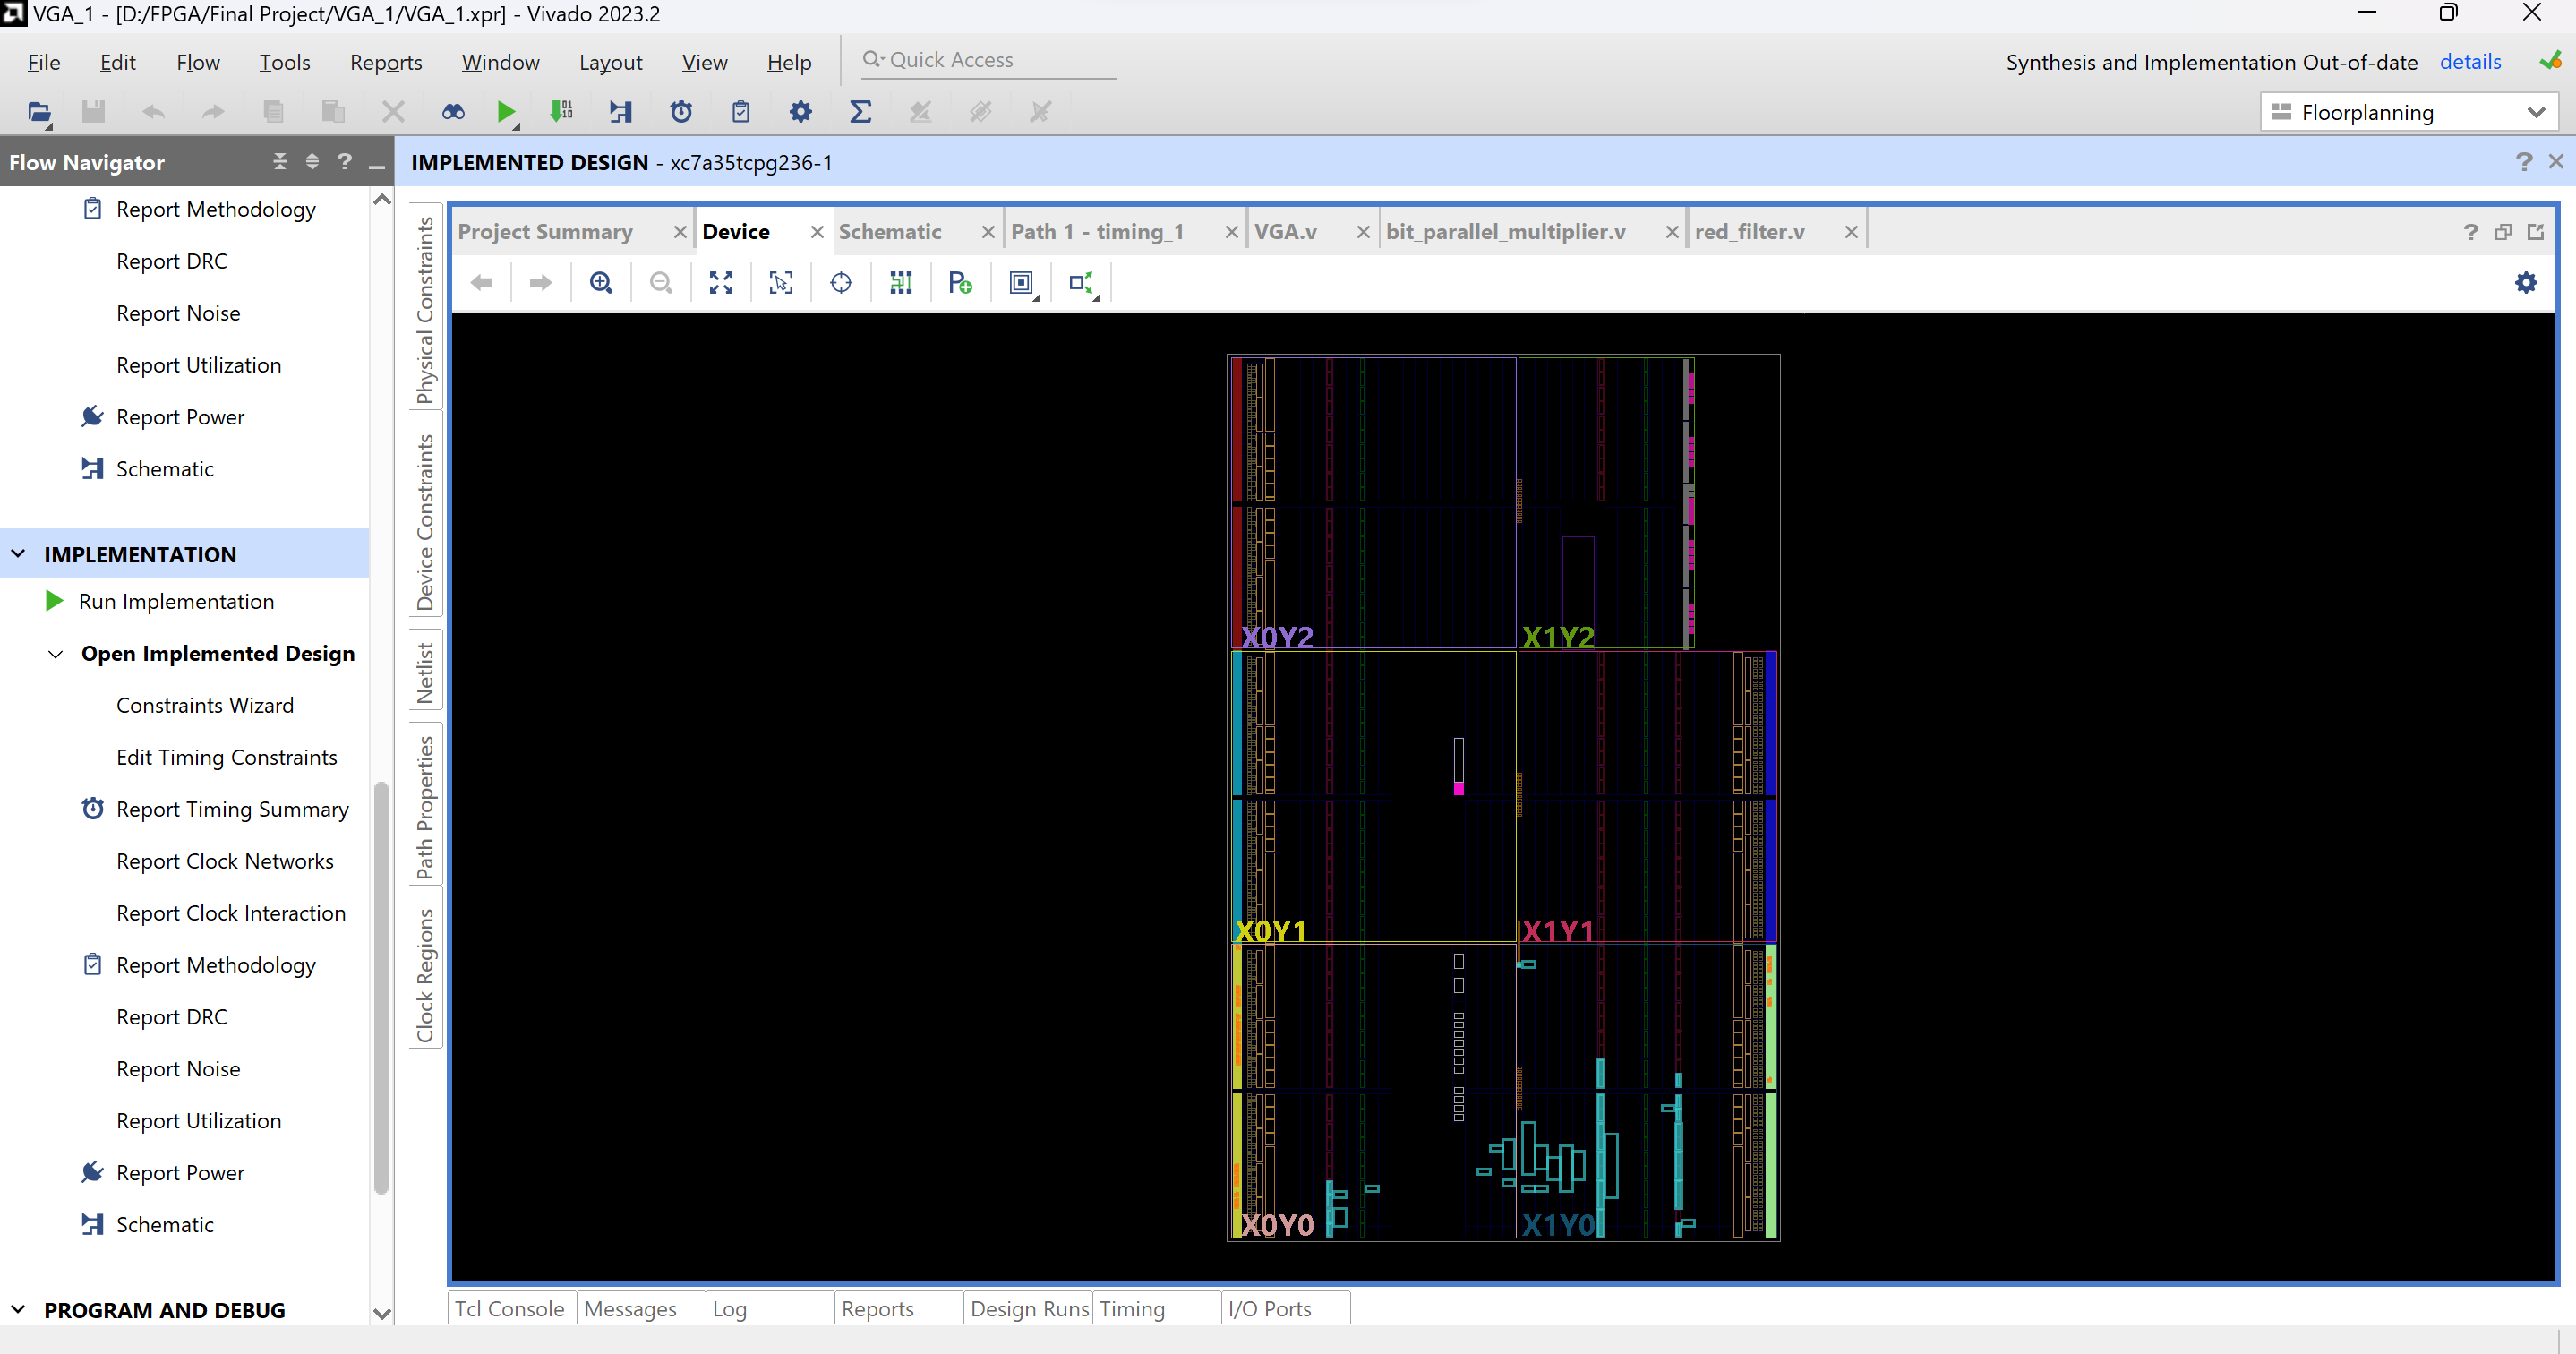 VGA_1 - [D:/FPGA/Final Project/VGA_1/VGA_1.xpr] - Vivado 2023.2
File Edit Flow Tools Reports Window Layout View Help Quick Access
Synthesis and Implementation Out-of-date details
Floorplanning
Flow Navigator
IMPLEMENTED DESIGN - xc7a35tcpg236-1
Report Methodology
Report DRC
Report Noise
Report Utilization
Report Power
Schematic
IMPLEMENTATION
Run Implementation
Open Implemented Design
Constraints Wizard
Edit Timing Constraints
Report Timing Summary
Report Clock Networks
Report Clock Interaction
Report Methodology
Report DRC
Report Noise
Report Utilization
Report Power
Schematic
PROGRAM AND DEBUG
Physical Constraints
Device Constraints
Netlist
Path Properties
Clock Regions
Project Summary Device Schematic Path 1 - timing_1 VGA.v bit_parallel_multiplier.v red_filter.v
X0Y2 X1Y2
X0Y1 X1Y1
X0Y0 X1Y0
Tcl Console Messages Log Reports Design Runs Timing I/O Ports